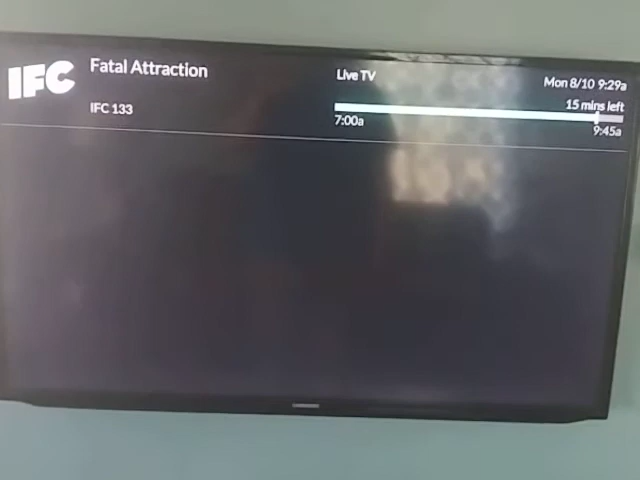 IFC
Fatal Attraction
IFC 133
Live TV
Mon 8/10 9:29a
15 mins left
7:00a
9:45a